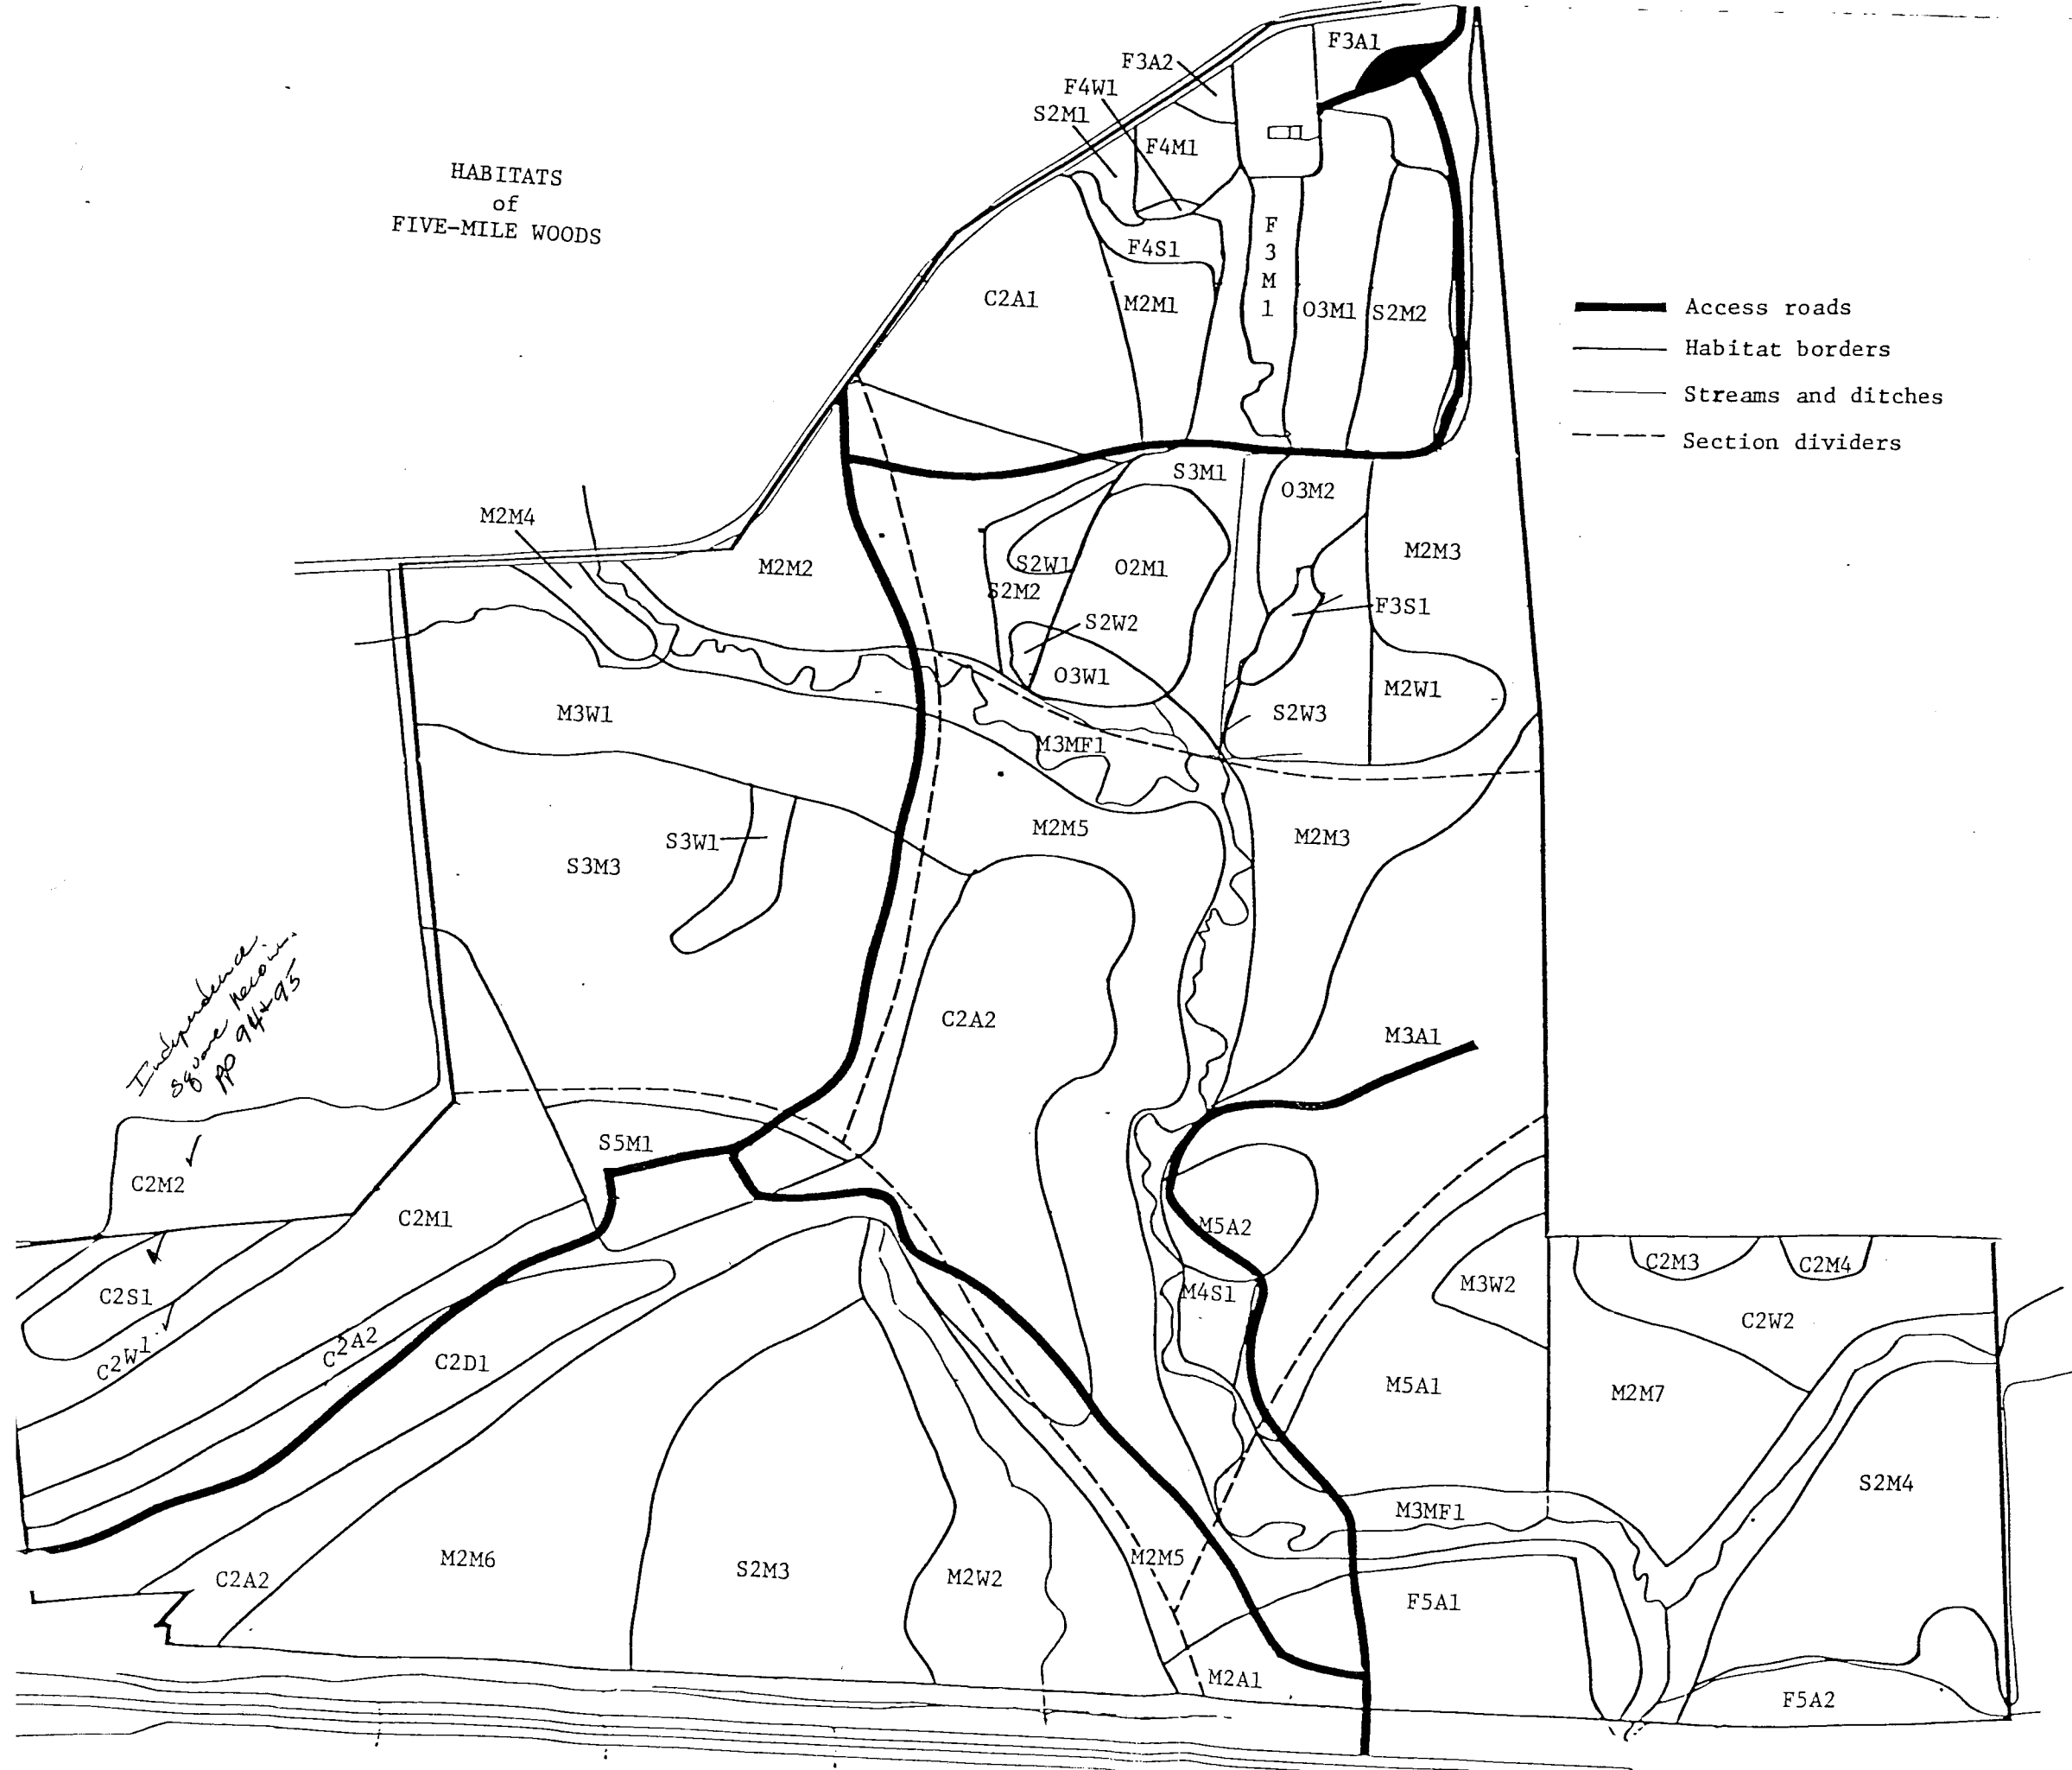 HABITATS
of
FIVE-MILE WOODS
F3A1
F3A2
F4W1
S2M1
F4M1
F4S1
F
3
M
1
C2A1
M2M1
O3M1
S2M2
Access roads
Habitat borders
Streams and ditches
Section dividers
S3M1
O3M2
M2M4
M2M2
S2W1
O2M1
M2M3
S2M2
F3S1
S2W2
O3W1
M2W1
M3W1
S2W3
M3MF1
M2M5
M2M3
S3W1
S3M3
C2A2
M3A1
Independence
Square
pp 94+95
S5M1
C2M2
C2M1
M5A2
C2S1
M4S1
M3W2
C2M3
C2M4
C2W2
C2W1
C2A2
C2D1
M5A1
M2M7
S2M4
M3MF1
M2M6
S2M3
M2W2
M2M5
C2A2
F5A1
M2A1
F5A2